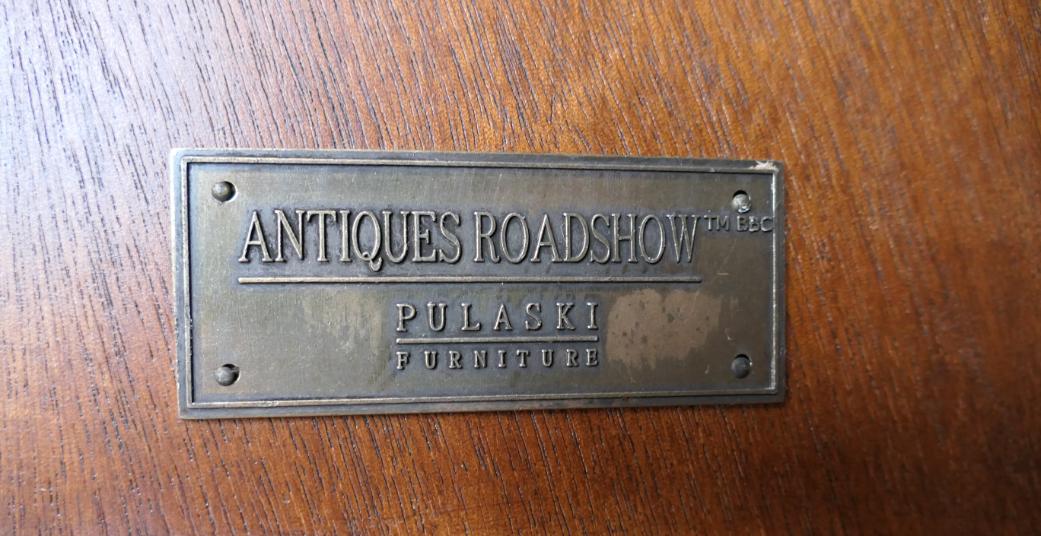 ANTIQUES ROADSHOW™ BBC
PULASKI
FURNITURE